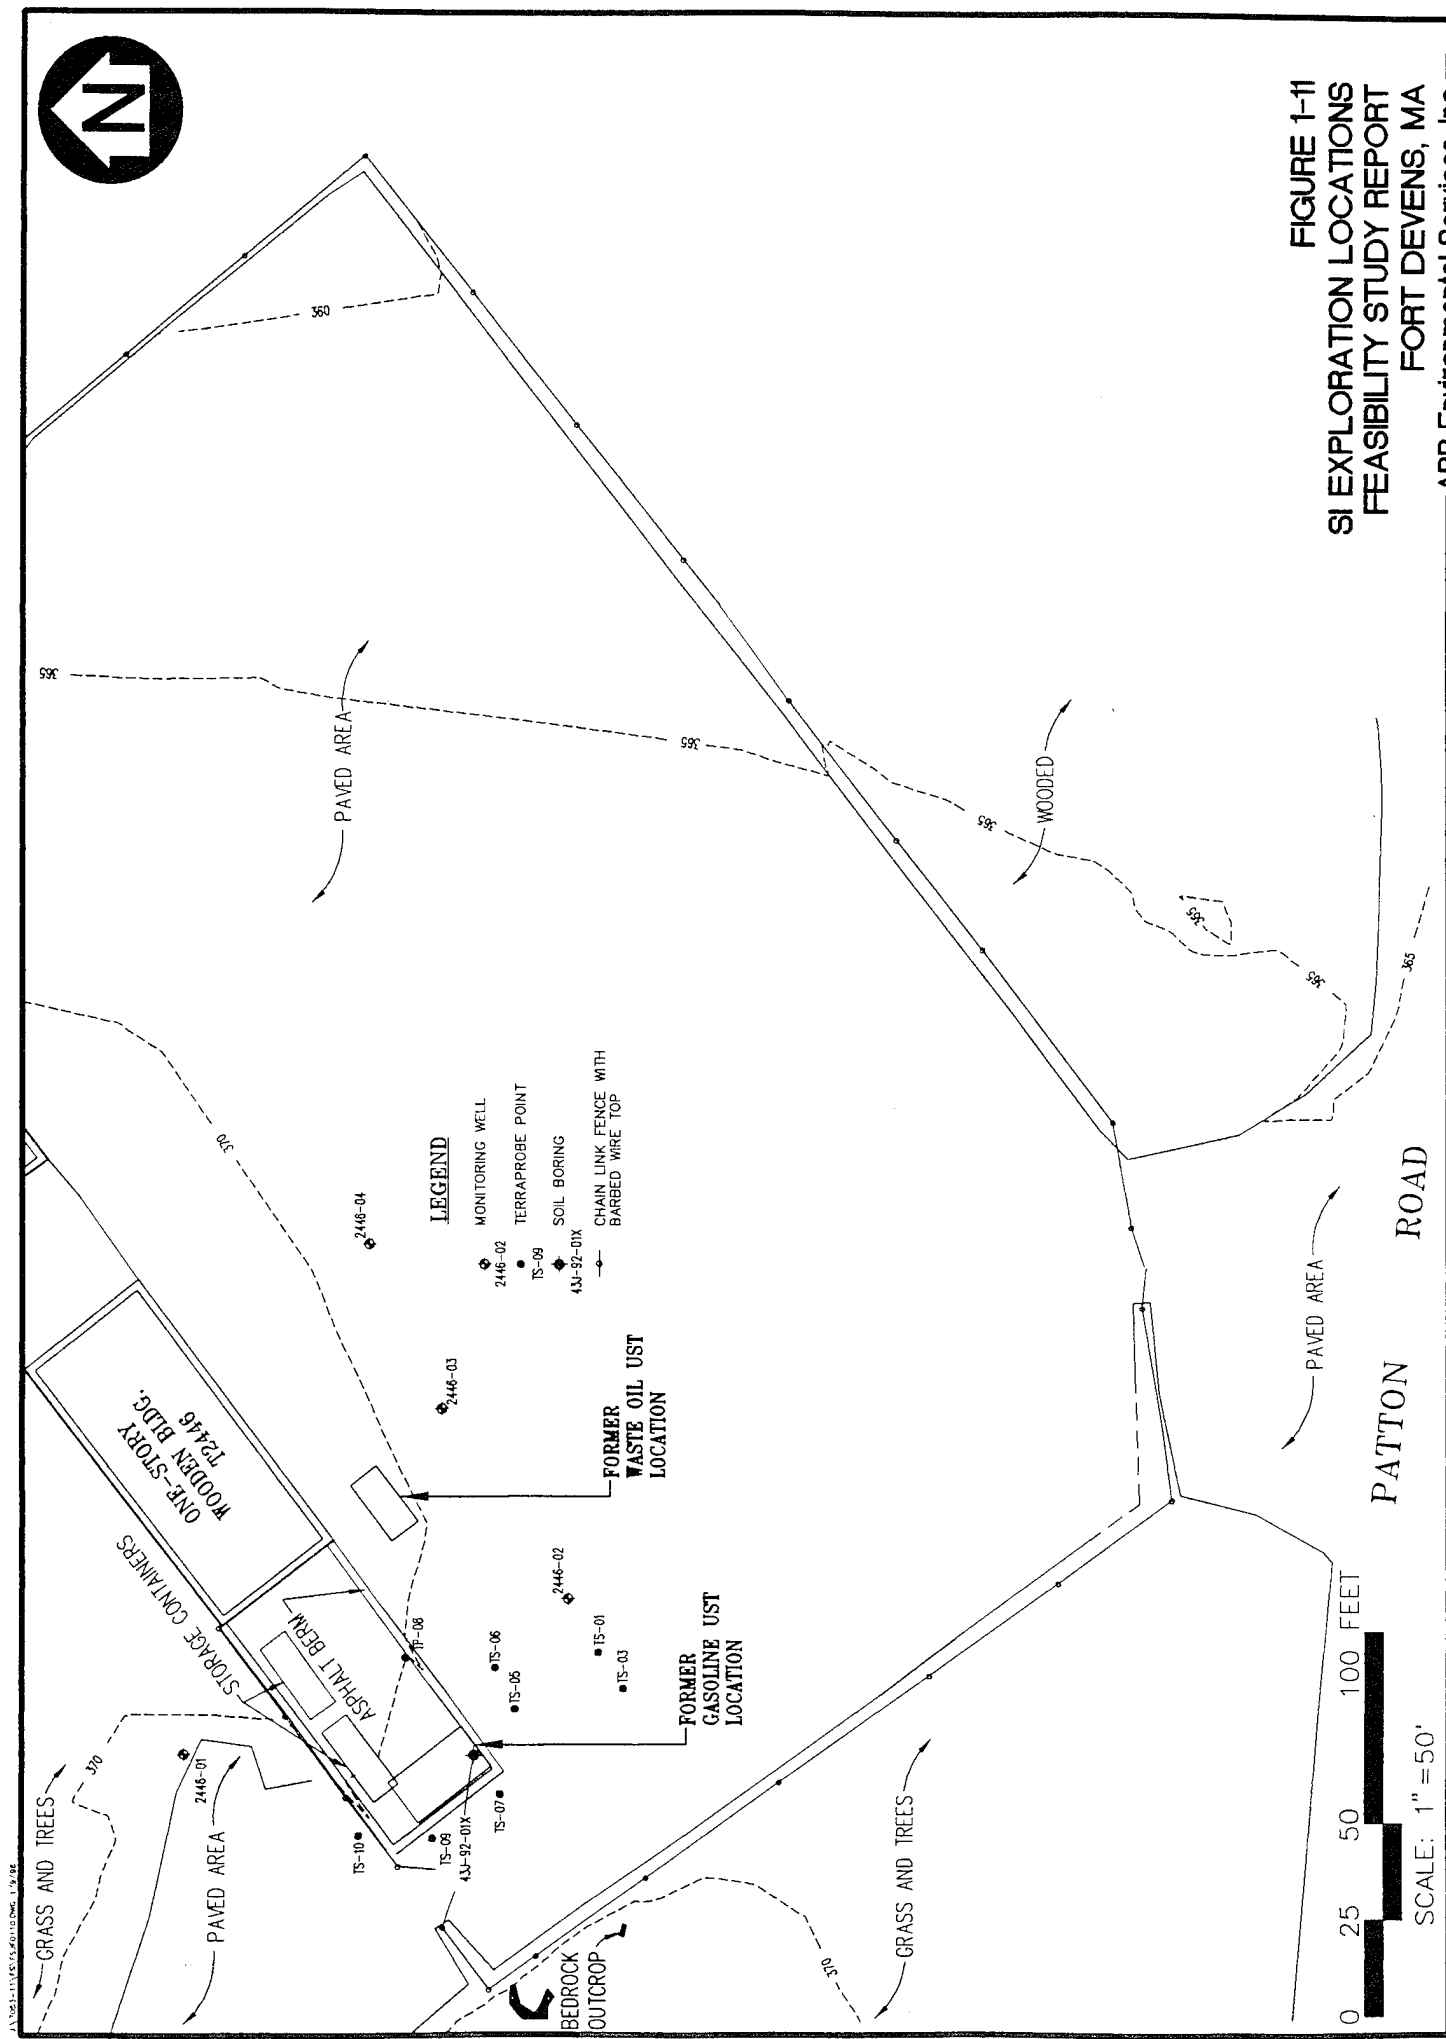 N
GRASS AND TREES
370
2446-01
PAVED AREA
STORAGE CONTAINERS
ONE-STORY
WOODEN BLDG.
T2446
ASPHALT BERM
TP-08
TS-10
TS-09
43J-92-01X
TS-07
TS-05
TS-06
TS-01
TS-03
2446-02
2446-03
2446-04
370
365
365
360
PAVED AREA
FORMER
WASTE OIL UST
LOCATION
FORMER
GASOLINE UST
LOCATION
LEGEND
2446-02
MONITORING WELL
TS-09
TERRAPROBE POINT
43J-92-01X
SOIL BORING
CHAIN LINK FENCE WITH
BARBED WIRE TOP
BEDROCK
OUTCROP
370
GRASS AND TREES
WOODED
365
365
365
365
PAVED AREA
PATTON ROAD
0 25 50 100 FEET
SCALE: 1"=50'
FIGURE 1-11
SI EXPLORATION LOCATIONS
FEASIBILITY STUDY REPORT
FORT DEVENS, MA
ABB Environmental Services, Inc.